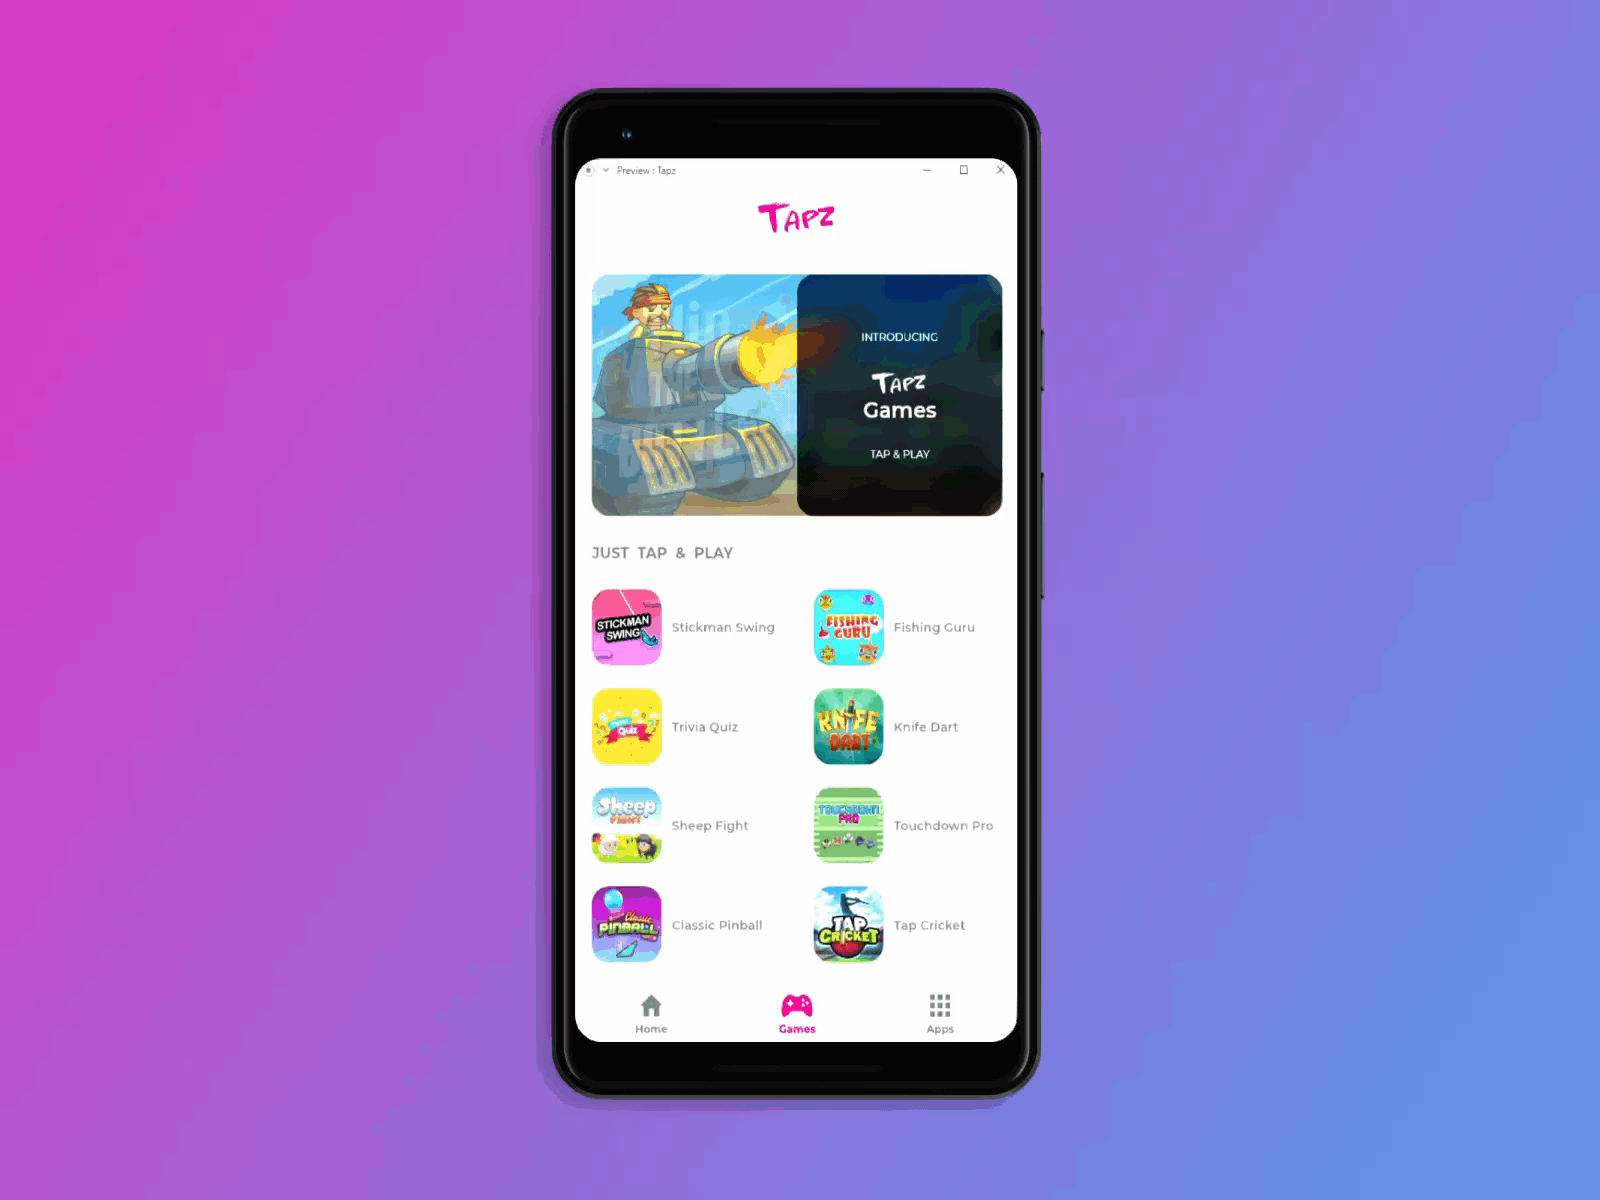 Preview : Tapz
TAPZ
INTRODUCING
TAPZ
Games
TAP & PLAY
JUST TAP & PLAY
STICKMAN
SWING
Stickman Swing
FISHING
GURU
Fishing Guru
Trivia
Quiz
Trivia Quiz
KNIFE
DART
Knife Dart
Sheep
FIGHT
Sheep Fight
TOUCHDOWN
PRO
Touchdown Pro
Classic
PINBALL
Classic Pinball
TAP
CRICKET
Tap Cricket
Home
Games
Apps